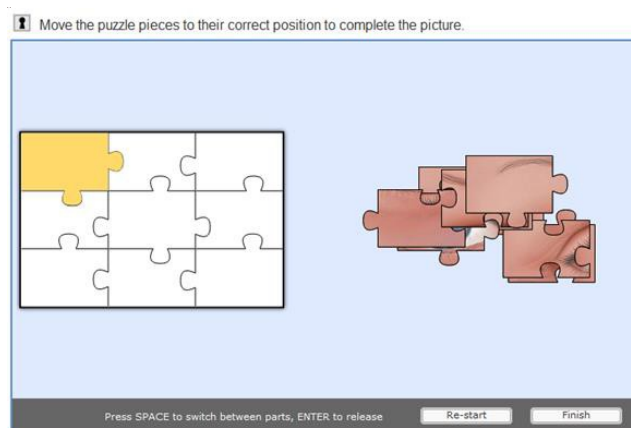 Move the puzzle pieces to their correct position to complete the picture.
Press SPACE to switch between parts, ENTER to release
Re-start
Finish